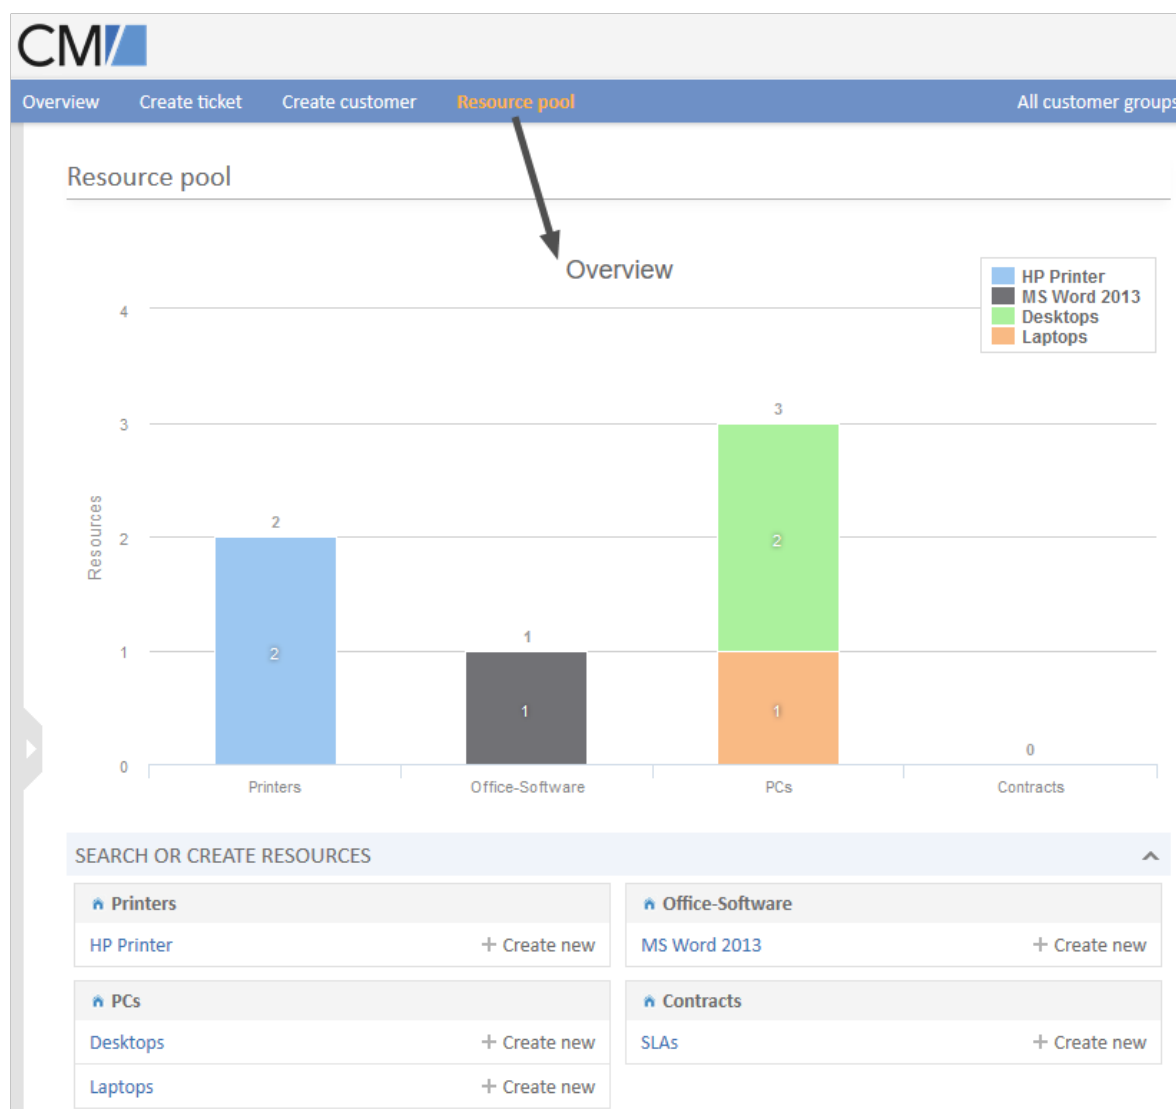 CM/
Overview Create ticket Create customer Resource pool All customer groups
Resource pool
Overview
HP Printer
MS Word 2013
Desktops
Laptops
4
3
3
2
Resources
2
2
1
1
2
1
1
0
0
Printers Office-Software PCs Contracts
SEARCH OR CREATE RESOURCES
Printers Office-Software
HP Printer + Create new MS Word 2013 + Create new
PCs Contracts
Desktops + Create new SLAs + Create new
Laptops + Create new